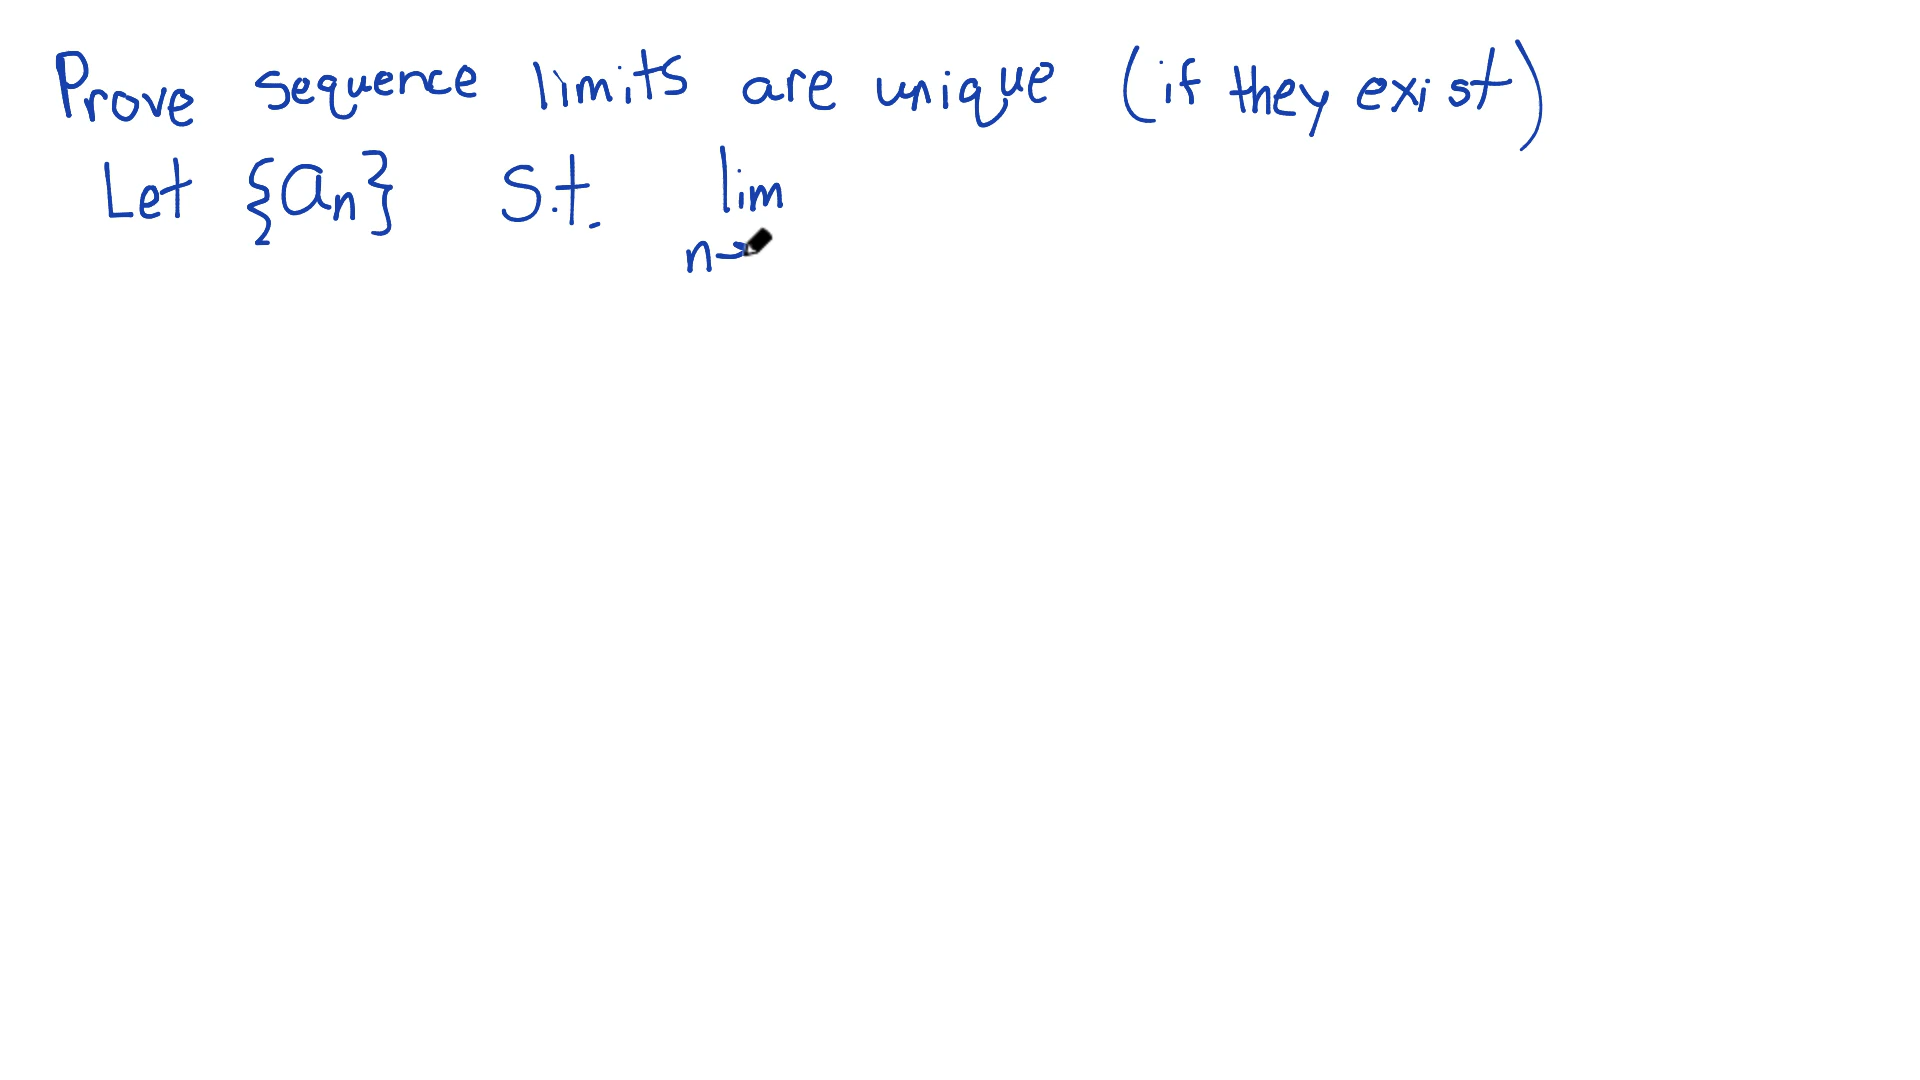 Prove sequence limits are unique (if they exist)
Let {an} s.t. lim
n→